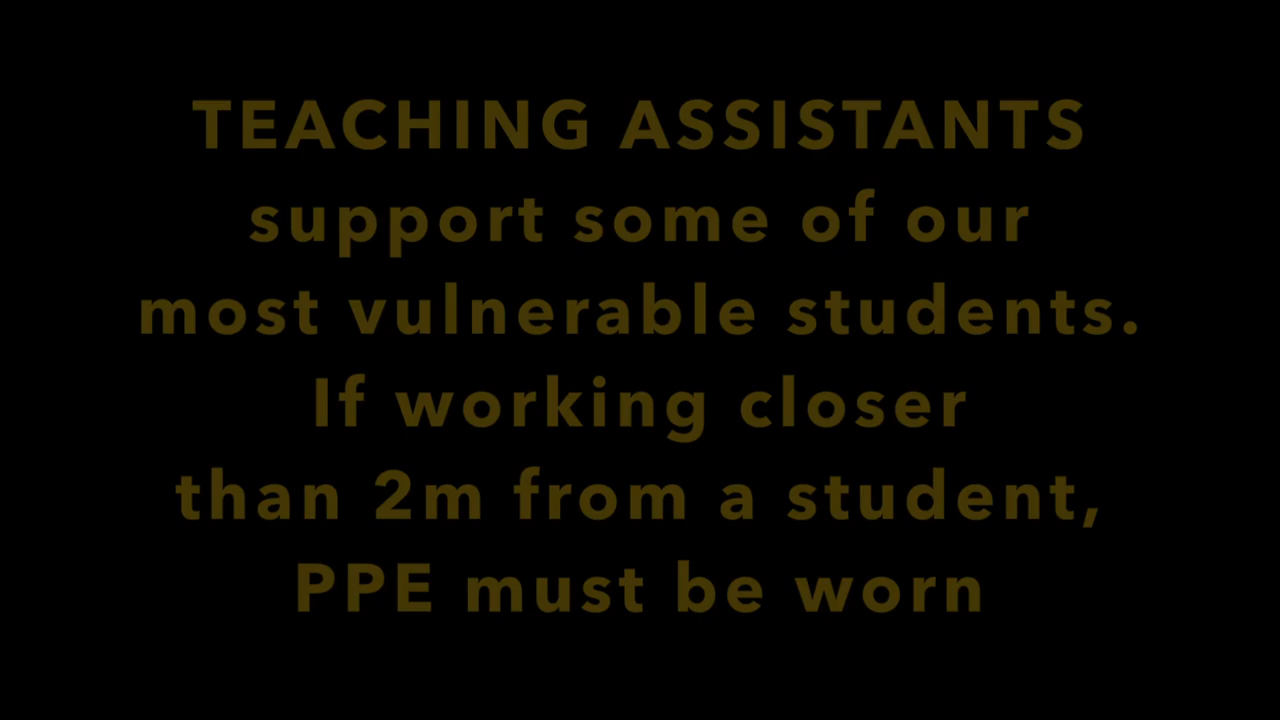 TEACHING ASSISTANTS
support some of our
most vulnerable students.
If working closer
than 2m from a student,
PPE must be worn